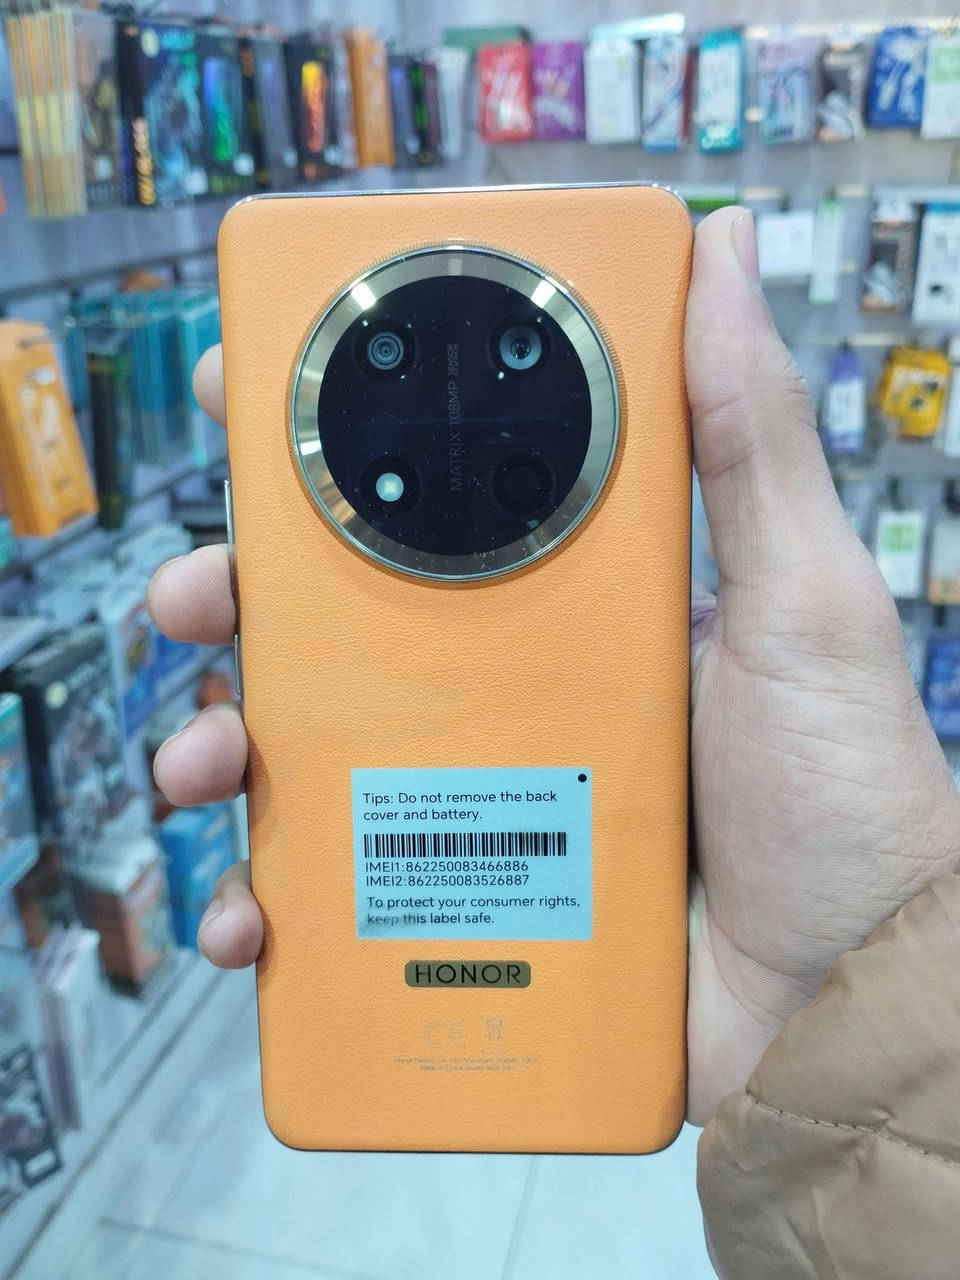 MATRIX 108MP
Tips: Do not remove the back
cover and battery.
IMEI1:862250083466886
IMEI2:862250083526887
To protect your consumer rights,
keep this label safe.
HONOR
CE